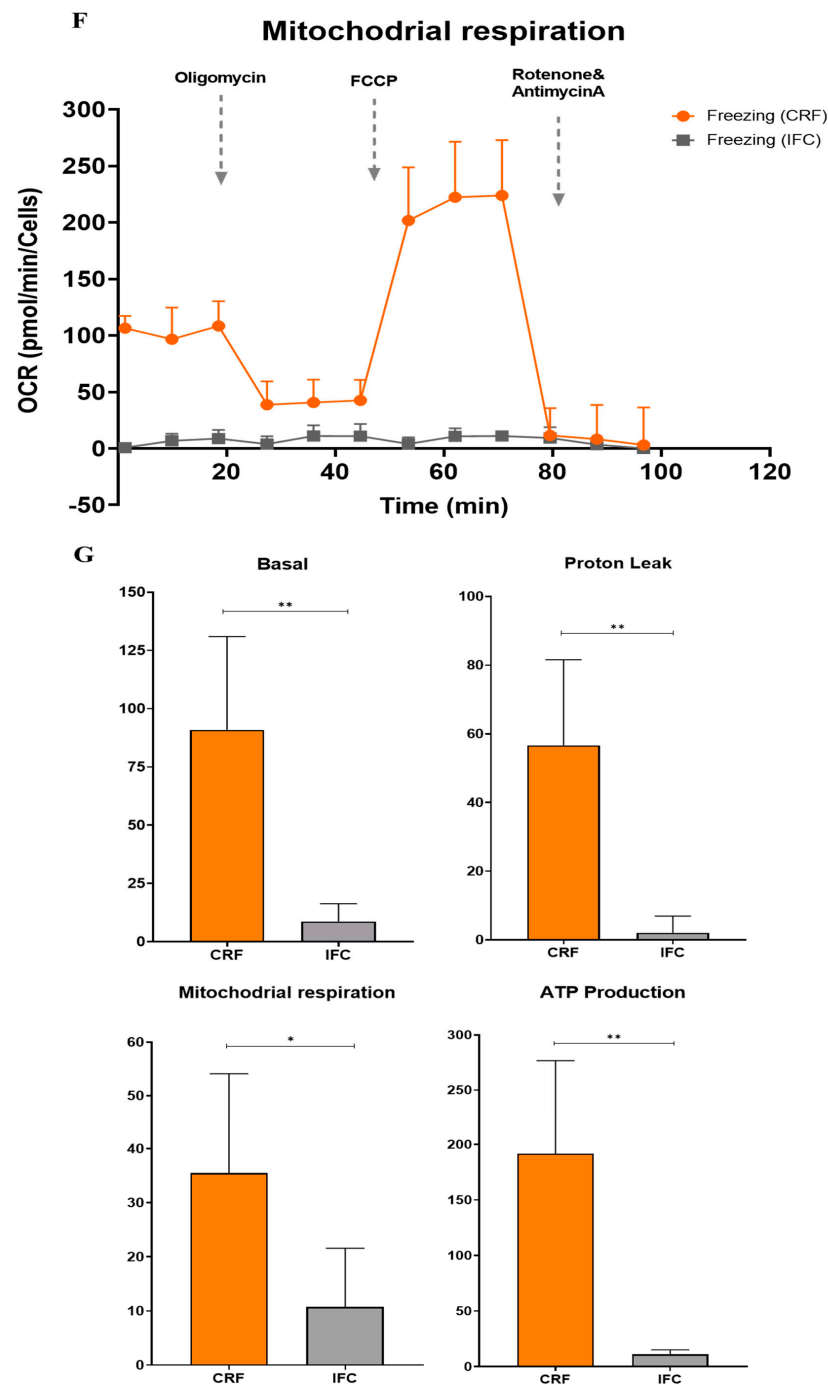 F
Mitochodrial respiration
Oligomycin
FCCP
Rotenone&
AntimycinA
Freezing (CRF)
Freezing (IFC)
300
250
200
150
100
50
0
-50
20
40
60
80
100
120
OCR (pmol/min/Cells)
Time (min)
G
Basal
150
125
100
75
50
25
0
**
CRF
IFC
Proton Leak
100
80
60
40
20
0
**
CRF
IFC
Mitochodrial respiration
60
50
40
30
20
10
0
*
CRF
IFC
ATP Production
300
250
200
150
100
50
0
**
CRF
IFC